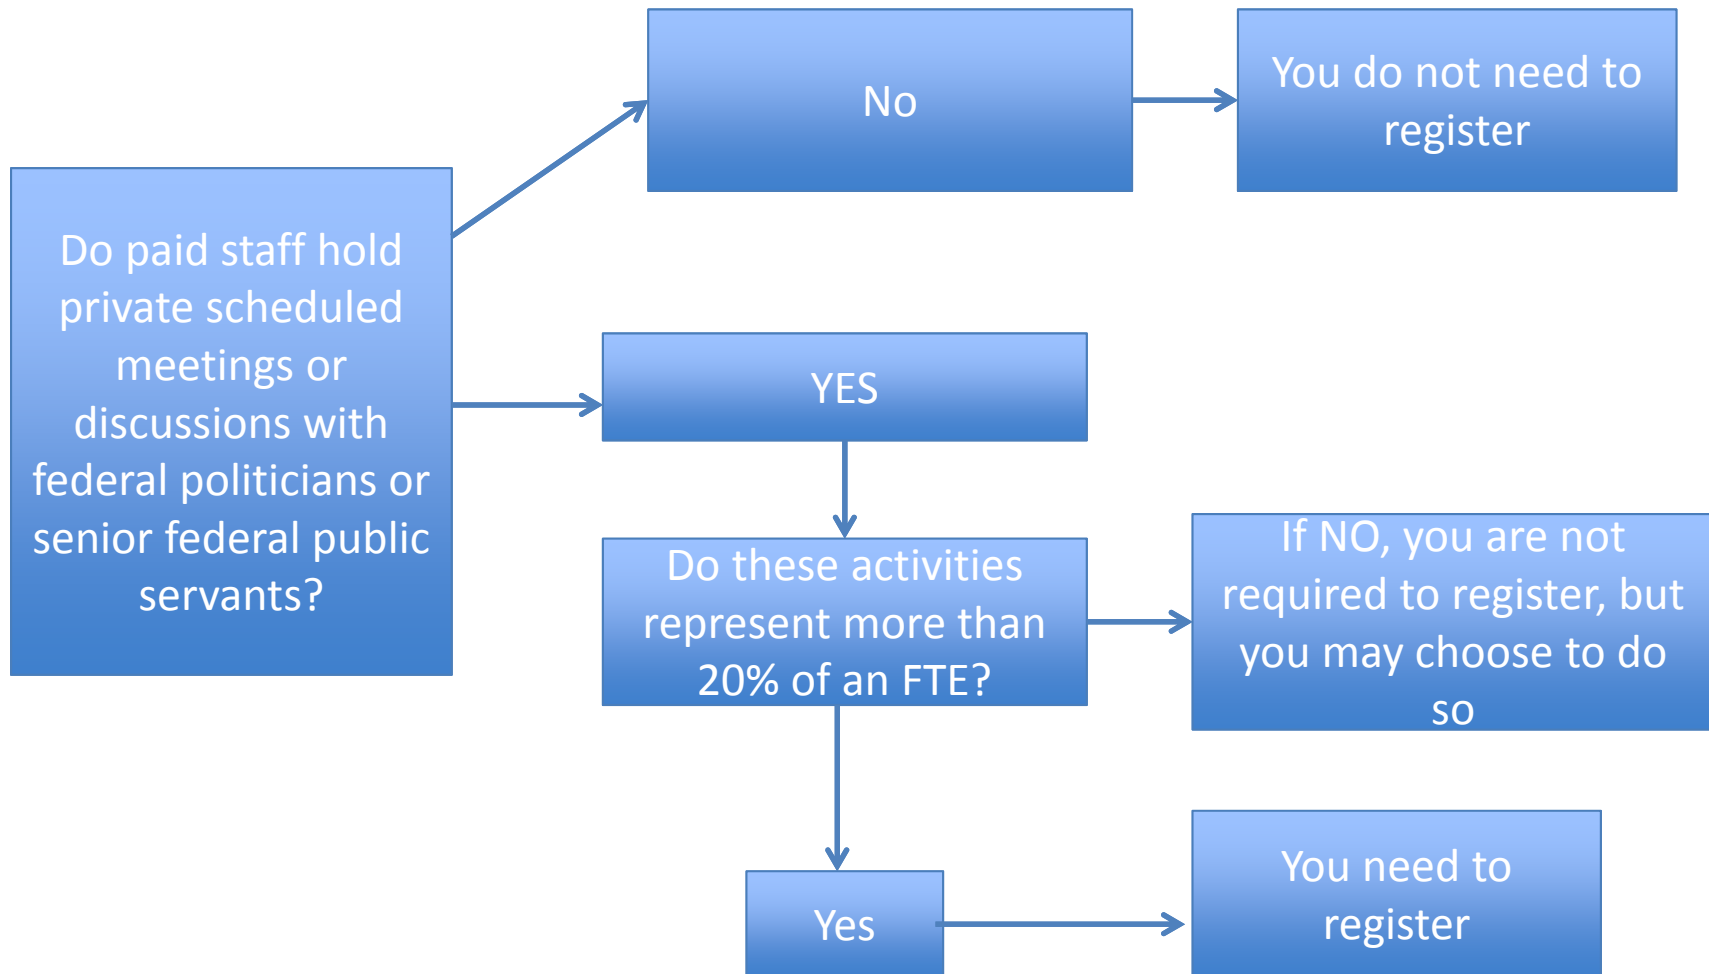 Do paid staff hold
private scheduled
meetings or
discussions with
federal politicians or
senior federal public
servants?
No
You do not need to
register
YES
Do these activities
represent more than
20% of an FTE?
If NO, you are not
required to register, but
you may choose to do
so
Yes
You need to
register